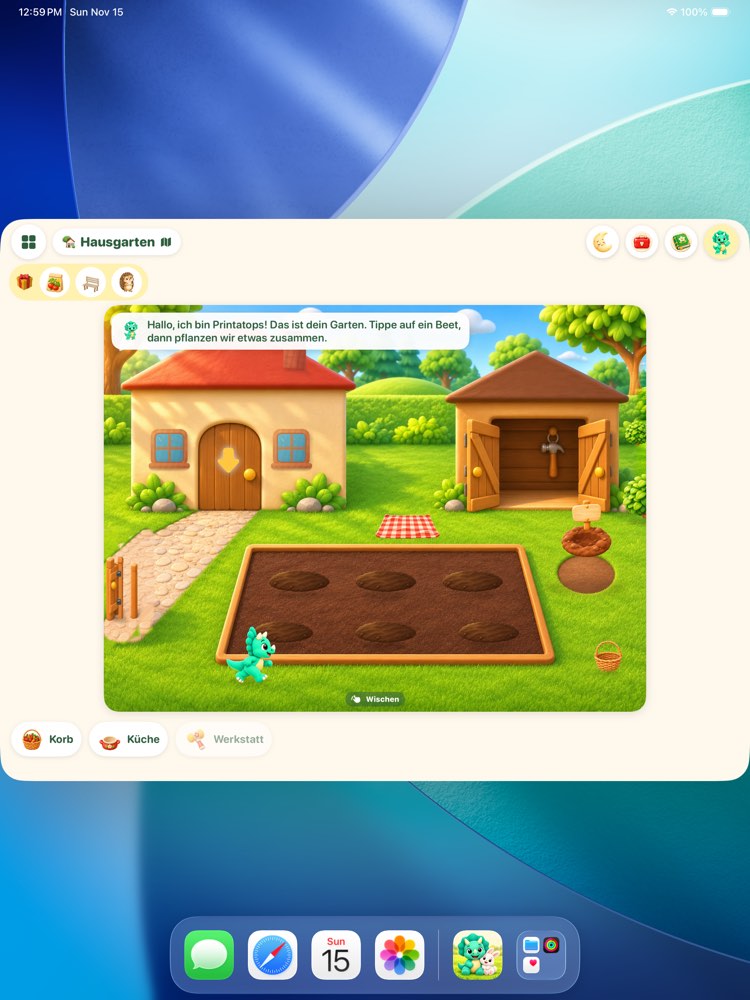 12:59 PM Sun Nov 15
100%
Hausgarten
Hallo, ich bin Printatops! Das ist dein Garten. Tippe auf ein Beet,
dann pflanzen wir etwas zusammen.
Wischen
Korb
Küche
Werkstatt
Sun
15